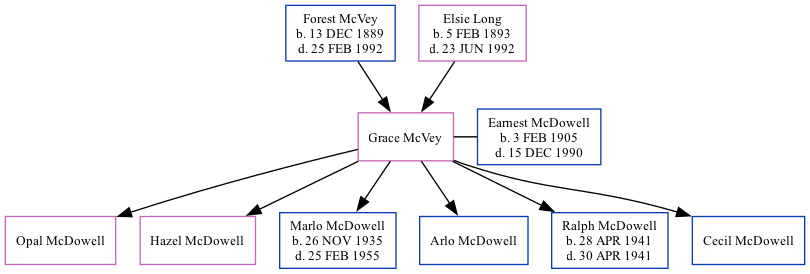 Forest McVey
b. 13 DEC 1889
d. 25 FEB 1992
Elsie Long
b. 5 FEB 1893
d. 23 JUN 1992
Grace McVey
Earnest McDowell
b. 3 FEB 1905
d. 15 DEC 1990
Opal McDowell
Hazel McDowell
Marlo McDowell
b. 26 NOV 1935
d. 25 FEB 1955
Arlo McDowell
Ralph McDowell
b. 28 APR 1941
d. 30 APR 1941
Cecil McDowell